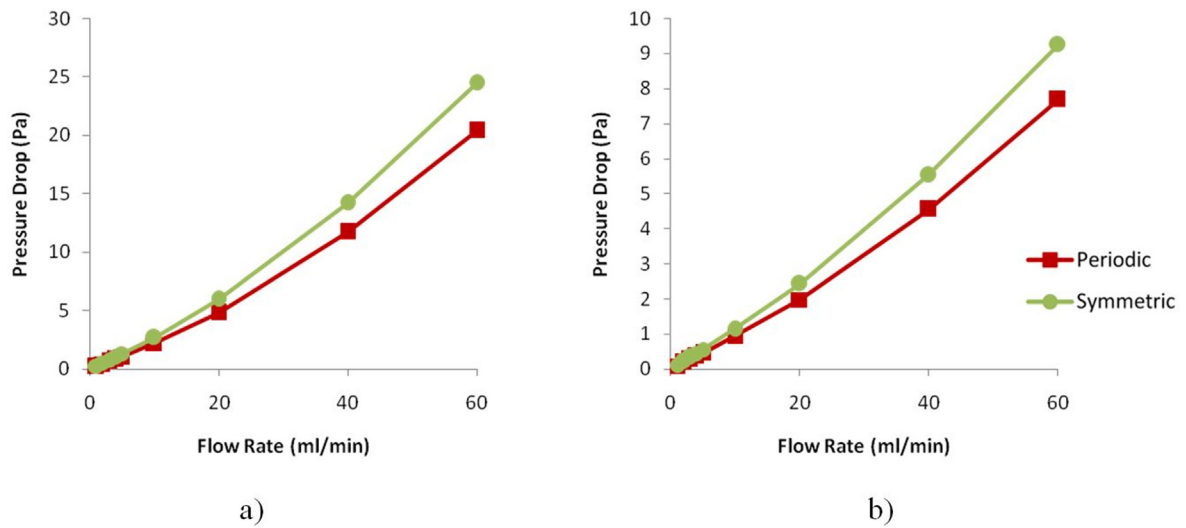 30
25
20
15
10
5
0
Pressure Drop (Pa)
0 20 40 60
Flow Rate (ml/min)
a)
10
9
8
7
6
5
4
3
2
1
0
Pressure Drop (Pa)
0 20 40 60
Flow Rate (ml/min)
Periodic
Symmetric
b)